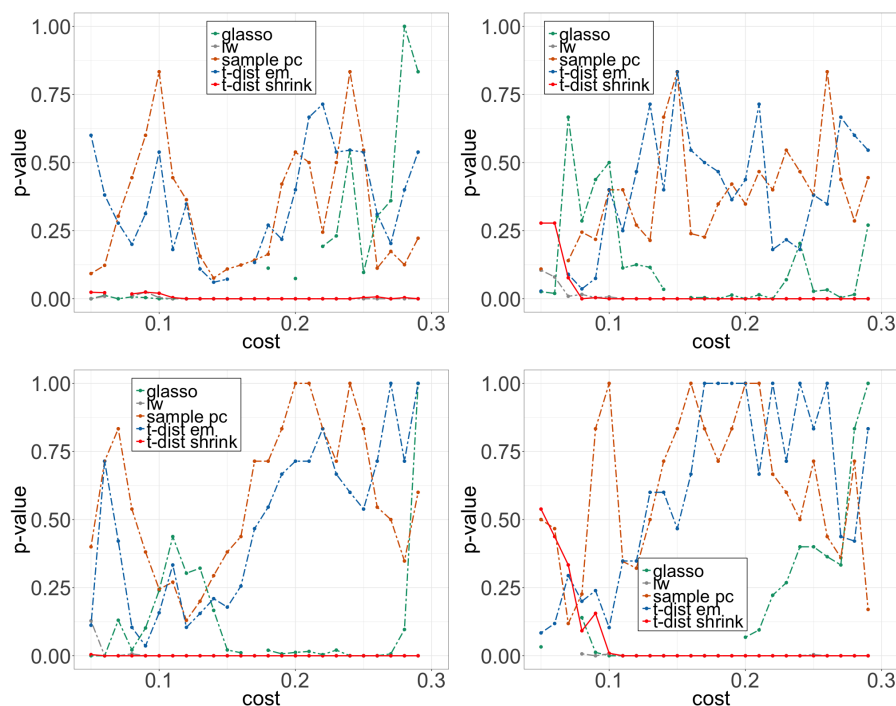 1.00
0.75
0.50
0.25
0.00
p-value
glasso
lw
sample pc
t-dist em
t-dist shrink
0.1
0.2
0.3
cost
1.00
0.75
0.50
0.25
0.00
p-value
glasso
lw
sample pc
t-dist em
t-dist shrink
0.1
0.2
0.3
cost
1.00
0.75
0.50
0.25
0.00
p-value
glasso
lw
sample pc
t-dist em
t-dist shrink
0.1
0.2
0.3
cost
1.00
0.75
0.50
0.25
0.00
p-value
glasso
lw
sample pc
t-dist em
t-dist shrink
0.1
0.2
0.3
cost